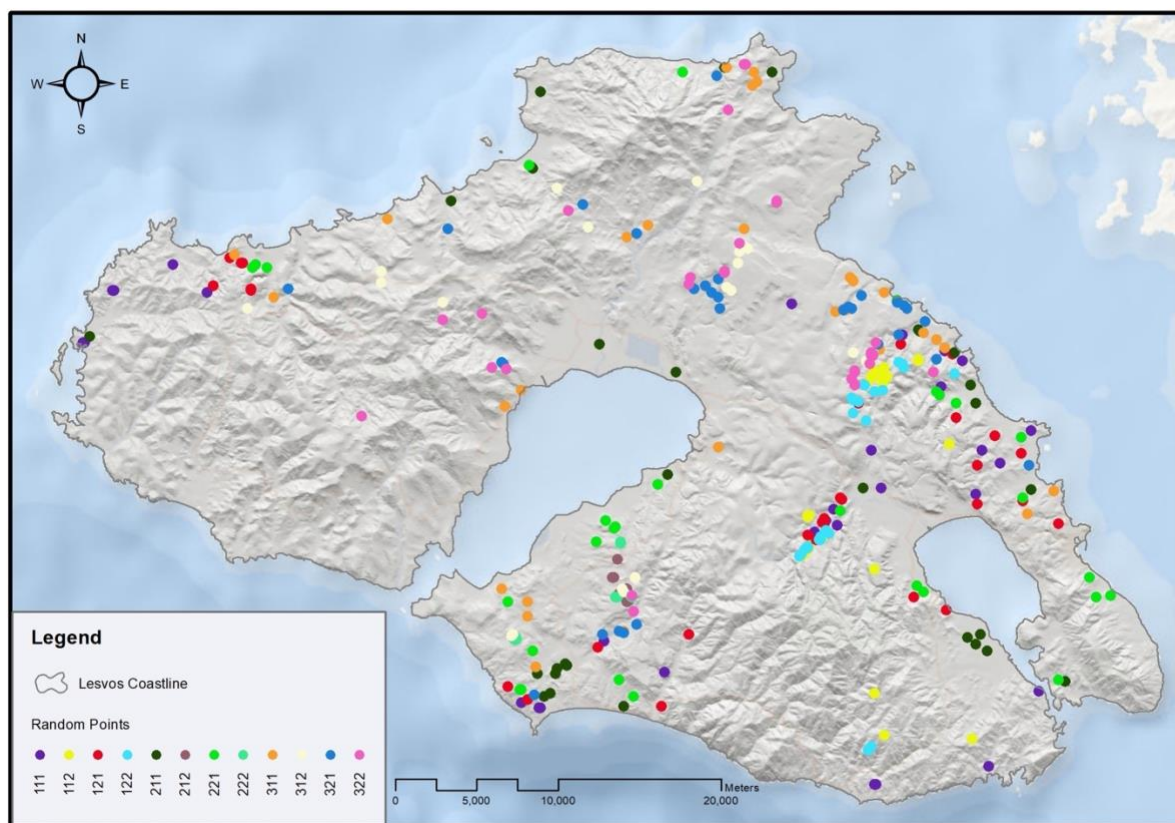 N
W E
S
Legend
Lesvos Coastline
Random Points
111 112 121 122 211 212 221 222 311 312 321 322
Meters
0 5,000 10,000 20,000